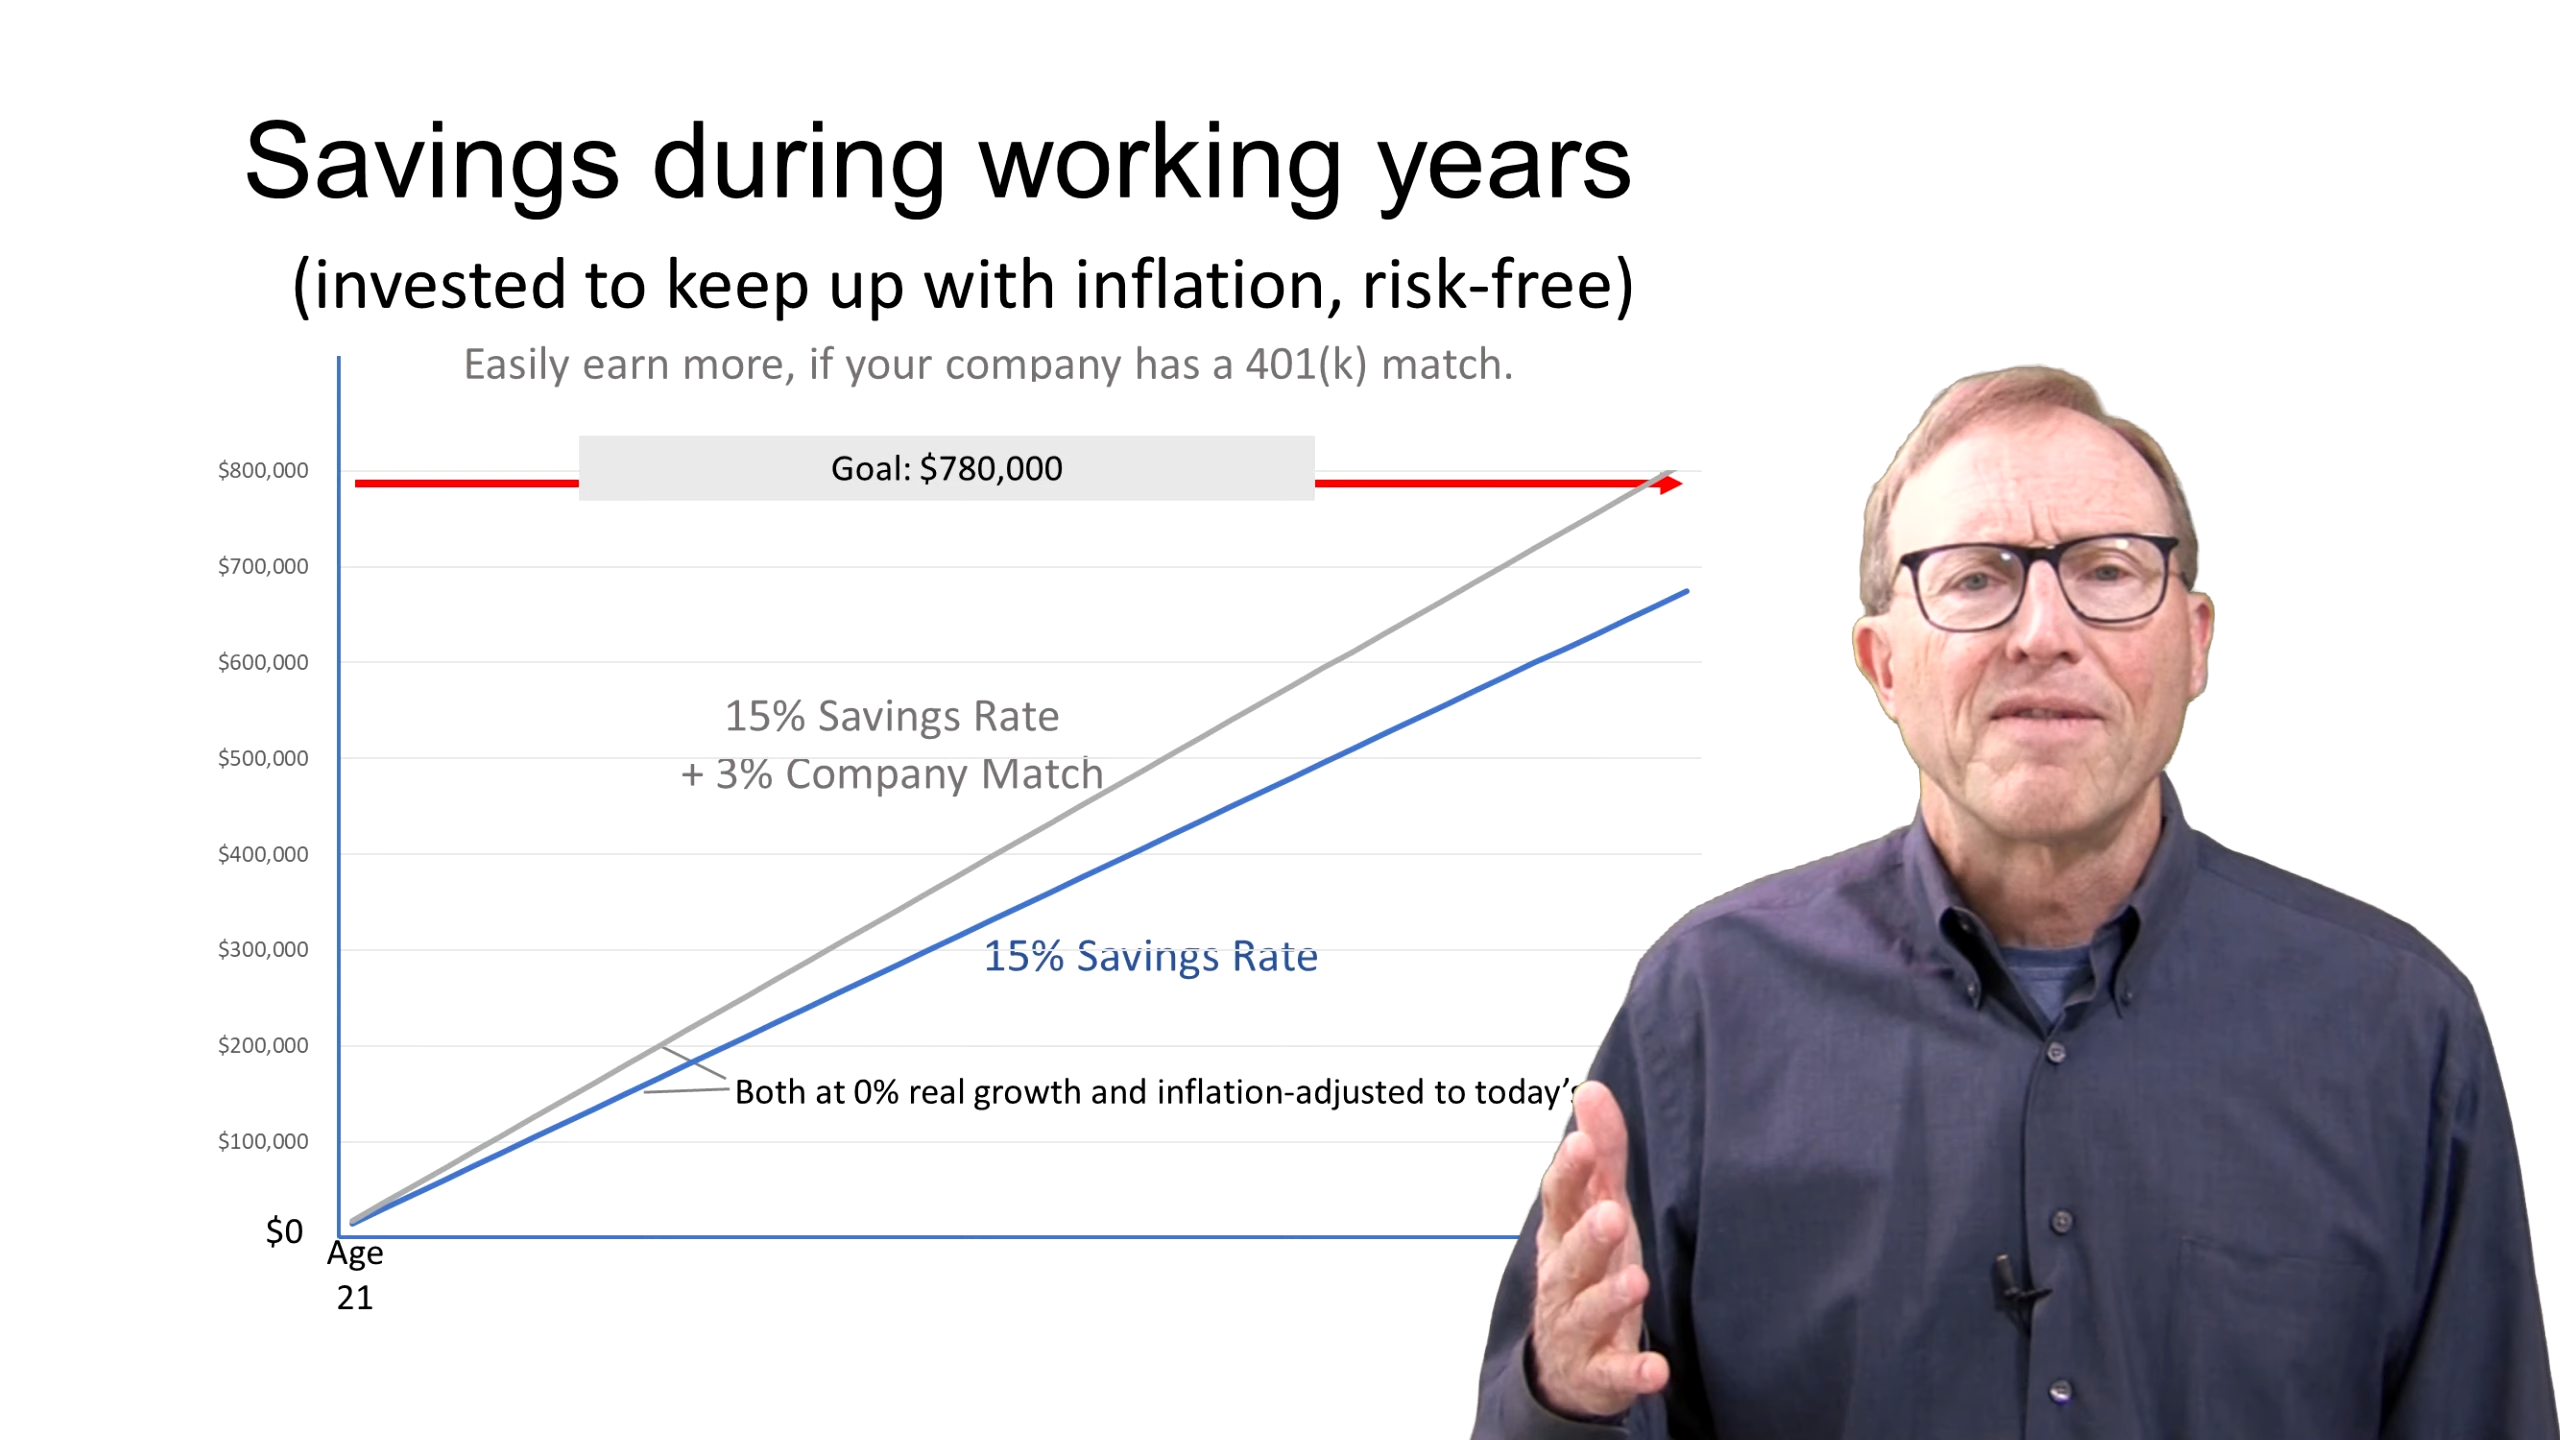 Savings during working years
(invested to keep up with inflation, risk-free)
Easily earn more, if your company has a 401(k) match.
Goal: $780,000
$800,000
$700,000
$600,000
15% Savings Rate
+ 3% Company Match
$500,000
$400,000
$300,000
15% Savings Rate
$200,000
Both at 0% real growth and inflation-adjusted to today's
$100,000
$0
Age
21